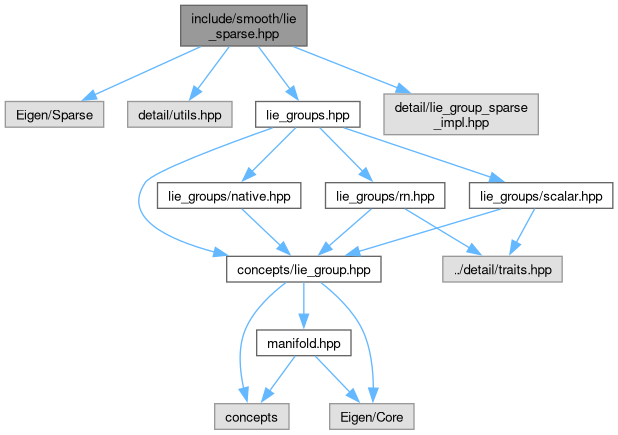 include/smooth/lie
_sparse.hpp
Eigen/Sparse
detail/utils.hpp
lie_groups.hpp
detail/lie_group_sparse
_impl.hpp
lie_groups/native.hpp
lie_groups/rn.hpp
lie_groups/scalar.hpp
concepts/lie_group.hpp
../detail/traits.hpp
manifold.hpp
concepts
Eigen/Core